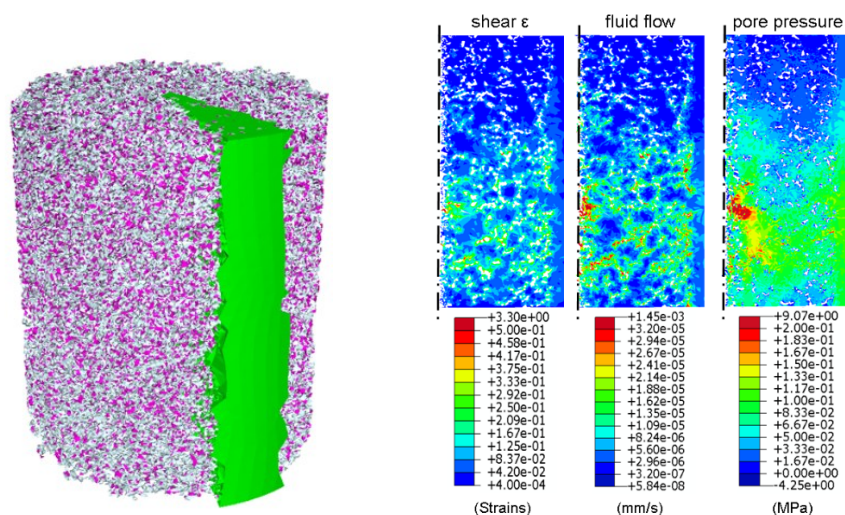 shear ε
fluid flow
pore pressure
+3.30e+00
+5.00e-01
+4.58e-01
+4.17e-01
+3.75e-01
+3.33e-01
+2.92e-01
+2.50e-01
+2.09e-01
+1.67e-01
+1.25e-01
+8.37e-02
+4.20e-02
+4.00e-04
(Strains)
+1.45e-03
+3.20e-05
+2.94e-05
+2.67e-05
+2.41e-05
+2.14e-05
+1.88e-05
+1.62e-05
+1.35e-05
+1.09e-05
+8.24e-06
+5.60e-06
+2.96e-06
+3.20e-07
+5.84e-08
(mm/s)
+9.07e+00
+2.00e-01
+1.83e-01
+1.67e-01
+1.50e-01
+1.33e-01
+1.17e-01
+1.00e-01
+8.33e-02
+6.67e-02
+5.00e-02
+3.33e-02
+1.67e-02
+0.00e+00
-4.25e+00
(MPa)